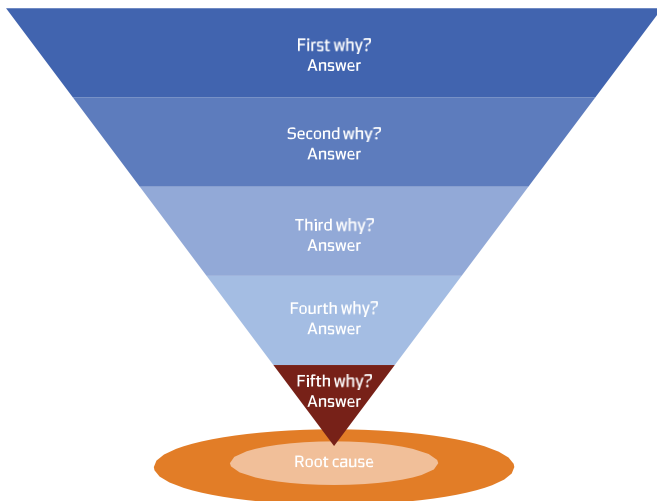 First why?
Answer
Second why?
Answer
Third why?
Answer
Fourth why?
Answer
Fifth why?
Answer
Root cause